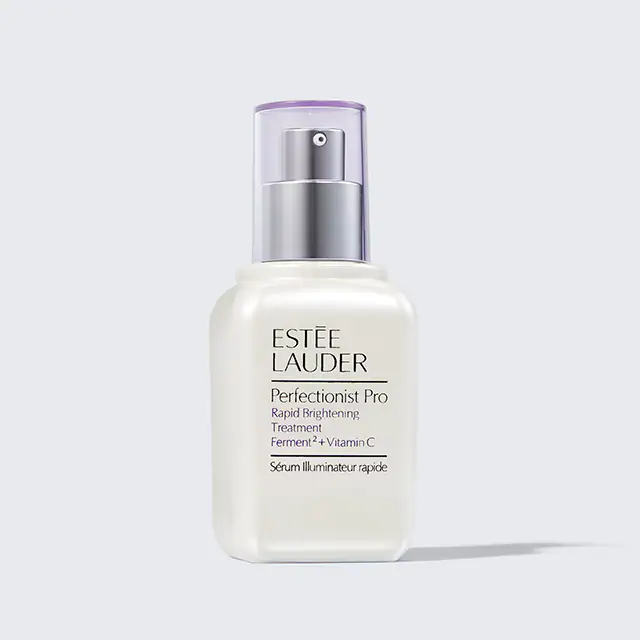 ESTĒE
LAUDER
Perfectionist Pro
Rapid Brightening
Treatment
Ferment²+Vitamin C
Sérum Illuminateur rapide